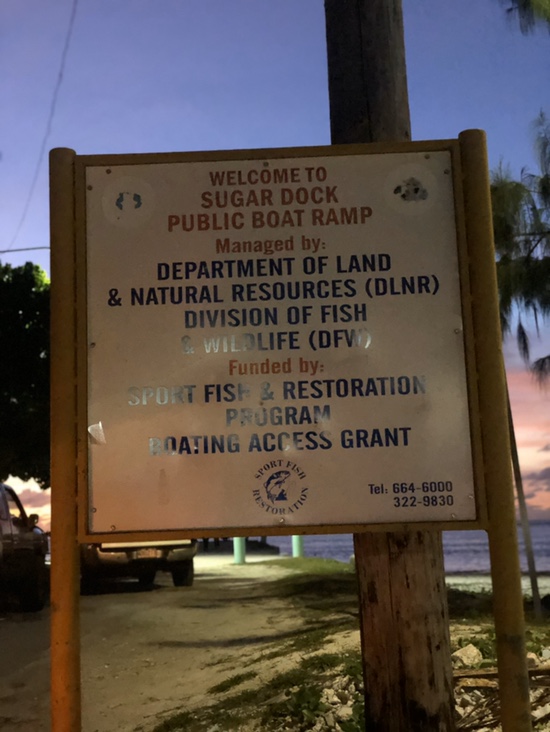 WELCOME TO
SUGAR DOCK
PUBLIC BOAT RAMP
Managed by:
DEPARTMENT OF LAND
& NATURAL RESOURCES (DLNR)
DIVISION OF FISH
& WILDLIFE (DFW)
Funded by:
SPORT FISH & RESTORATION
PROGRAM
BOATING ACCESS GRANT
SPORT FISH
RESTORATION
Tel: 664-6000
322-9830